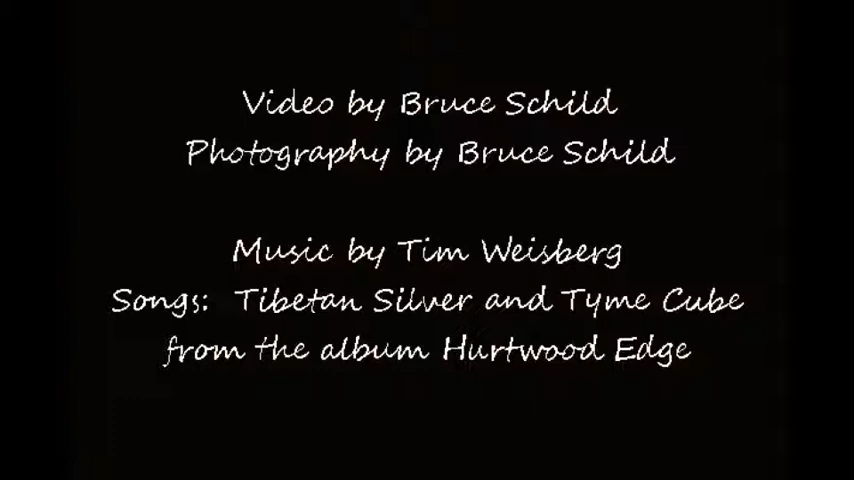 Video by Bruce Schild
Photography by Bruce Schild
Music by Tim Weisberg
Songs: Tibetan Silver and Tyme Cube
from the album Hurtwood Edge